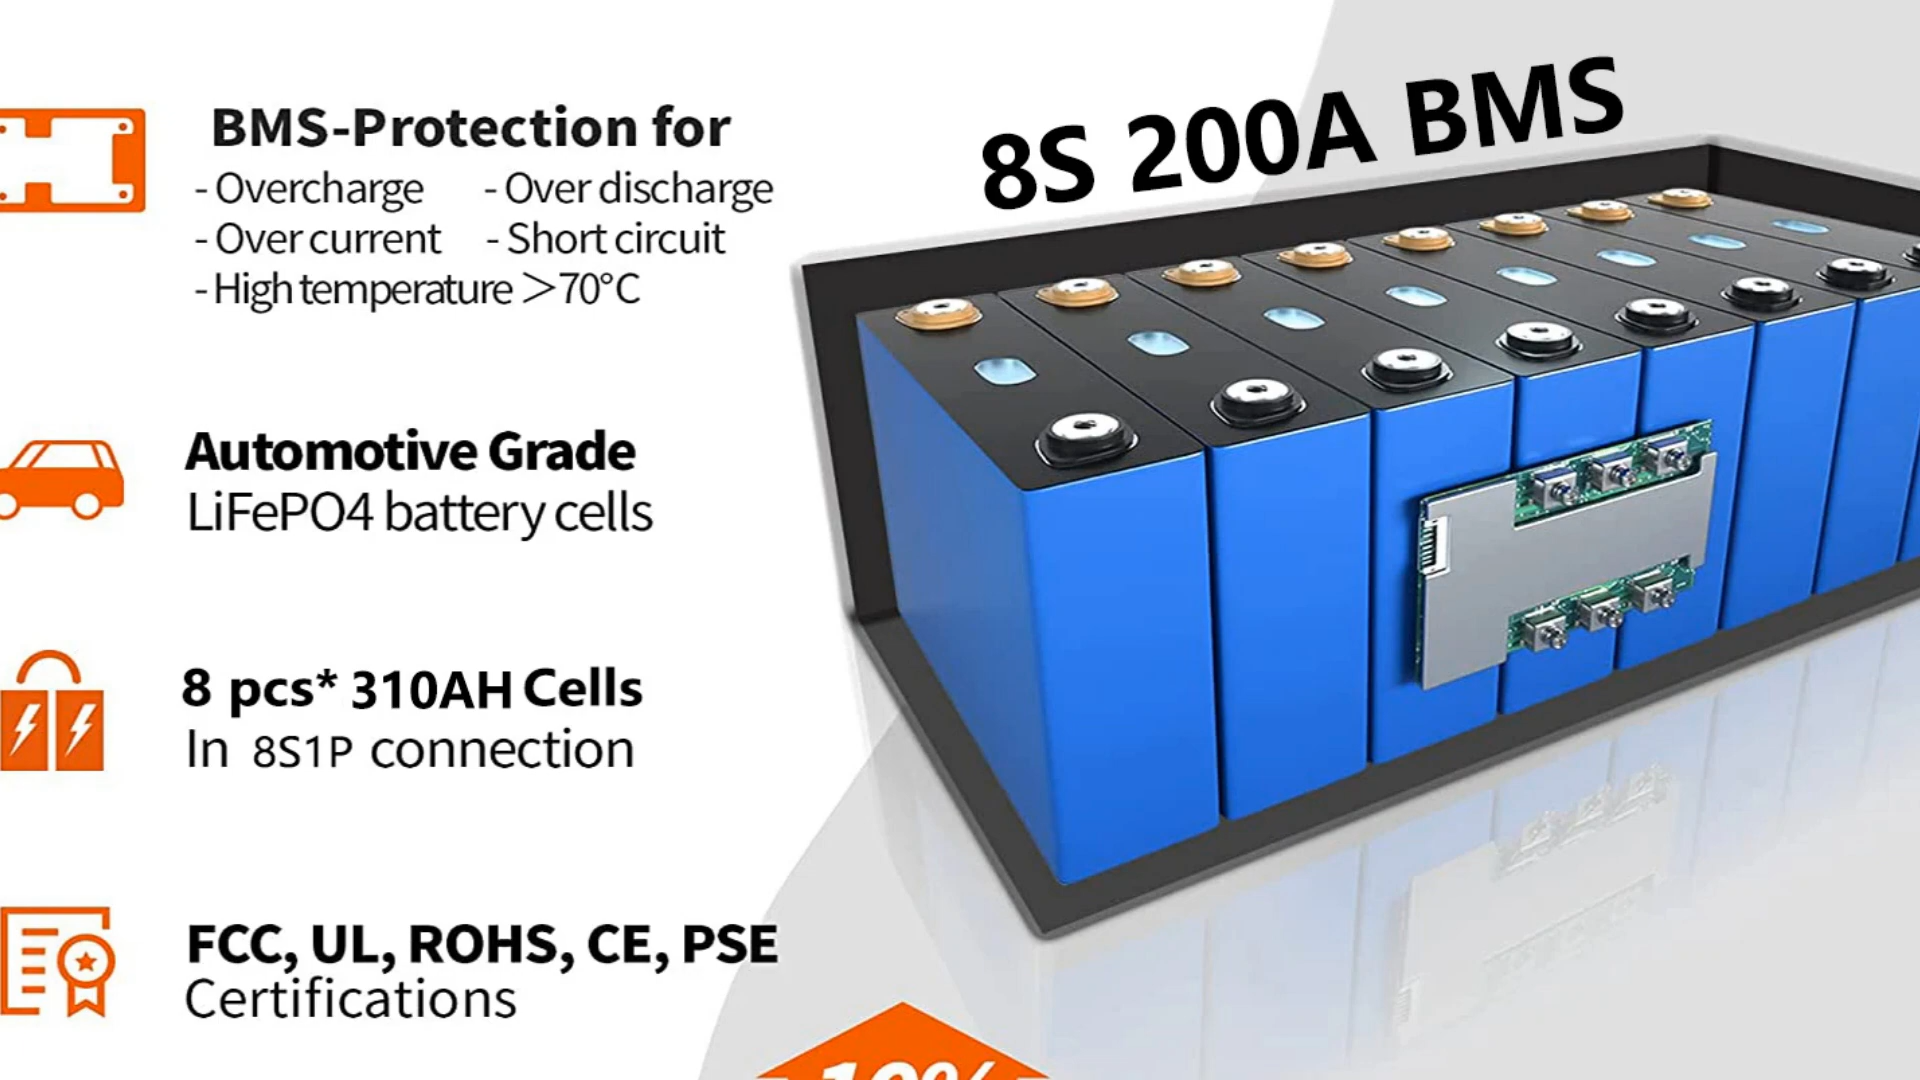 BMS-Protection for
- Overcharge - Over discharge
- Over current - Short circuit
- High temperature >70°C
8S 200A BMS
Automotive Grade
LiFePO4 battery cells
8 pcs* 310AH Cells
In 8S1P connection
FCC, UL, ROHS, CE, PSE
Certifications